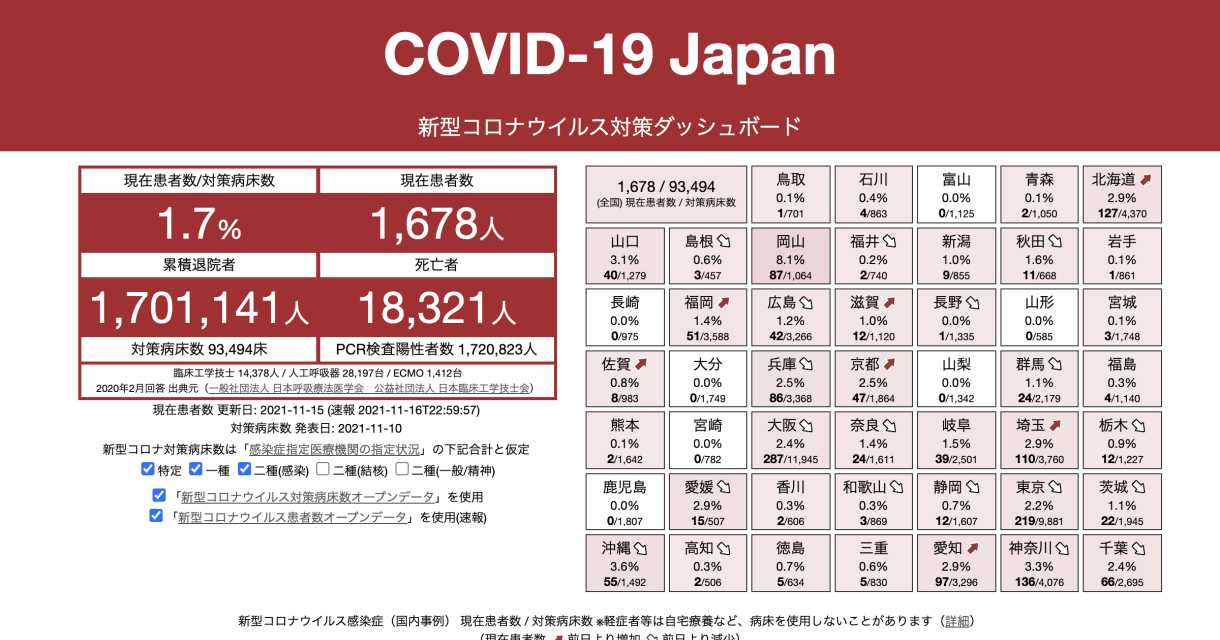 COVID-19 Japan
新型コロナウイルス対策ダッシュボード
現在患者数/対策病床数
現在患者数
1.7%
1,678人
累積退院者
死亡者
1,701,141人
18,321人
対策病床数 93,494床
PCR検査陽性者数 1,720,823人
臨床工学技士 14,378人 / 人工呼吸器 28,197台 / ECMO 1,412台
2020年2月回答 出典元（一般社団法人 日本呼吸療法医学会　公益社団法人 日本臨床工学技士会）
現在患者数 更新日: 2021-11-15 (速報 2021-11-16T22:59:57)
対策病床数 発表日: 2021-11-10
新型コロナ対策病床数は「感染症指定医療機関の指定状況」の下記合計と仮定
特定 一種 二種(感染) 二種(結核) 二種(一般/精神)
「新型コロナウイルス対策病床数オープンデータ」を使用
「新型コロナウイルス患者数オープンデータ」を使用(速報)
1,678 / 93,494
(全国) 現在患者数 / 対策病床数
鳥取
0.1%
1/701
石川
0.4%
4/863
富山
0.0%
0/1,125
青森
0.1%
2/1,050
北海道
2.9%
127/4,370
山口
3.1%
40/1,279
島根
0.6%
3/457
岡山
8.1%
87/1,064
福井
0.2%
2/740
新潟
1.0%
9/855
秋田
1.6%
11/668
岩手
0.1%
1/861
長崎
0.0%
0/975
福岡
1.4%
51/3,588
広島
1.2%
42/3,266
滋賀
1.0%
12/1,120
長野
0.0%
1/1,335
山形
0.0%
0/585
宮城
0.1%
3/1,748
佐賀
0.8%
8/983
大分
0.0%
0/1,749
兵庫
2.5%
86/3,368
京都
2.5%
47/1,864
山梨
0.0%
0/1,342
群馬
1.1%
24/2,179
福島
0.3%
4/1,140
熊本
0.1%
2/1,642
宮崎
0.0%
0/782
大阪
2.4%
287/11,945
奈良
1.4%
24/1,611
岐阜
1.5%
39/2,501
埼玉
2.9%
110/3,760
栃木
0.9%
12/1,227
鹿児島
0.0%
0/1,807
愛媛
2.9%
15/507
香川
0.3%
2/606
和歌山
0.3%
3/869
静岡
0.7%
12/1,607
東京
2.2%
219/9,881
茨城
1.1%
22/1,945
沖縄
3.6%
55/1,492
高知
0.3%
2/506
徳島
0.7%
5/634
三重
0.6%
5/830
愛知
2.9%
97/3,296
神奈川
3.3%
136/4,076
千葉
2.4%
66/2,695
新型コロナウイルス感染症（国内事例） 現在患者数 / 対策病床数 ※軽症者等は自宅療養など、病床を使用しないことがあります（詳細）
（現在患者数 前日より増加 前日より減少）